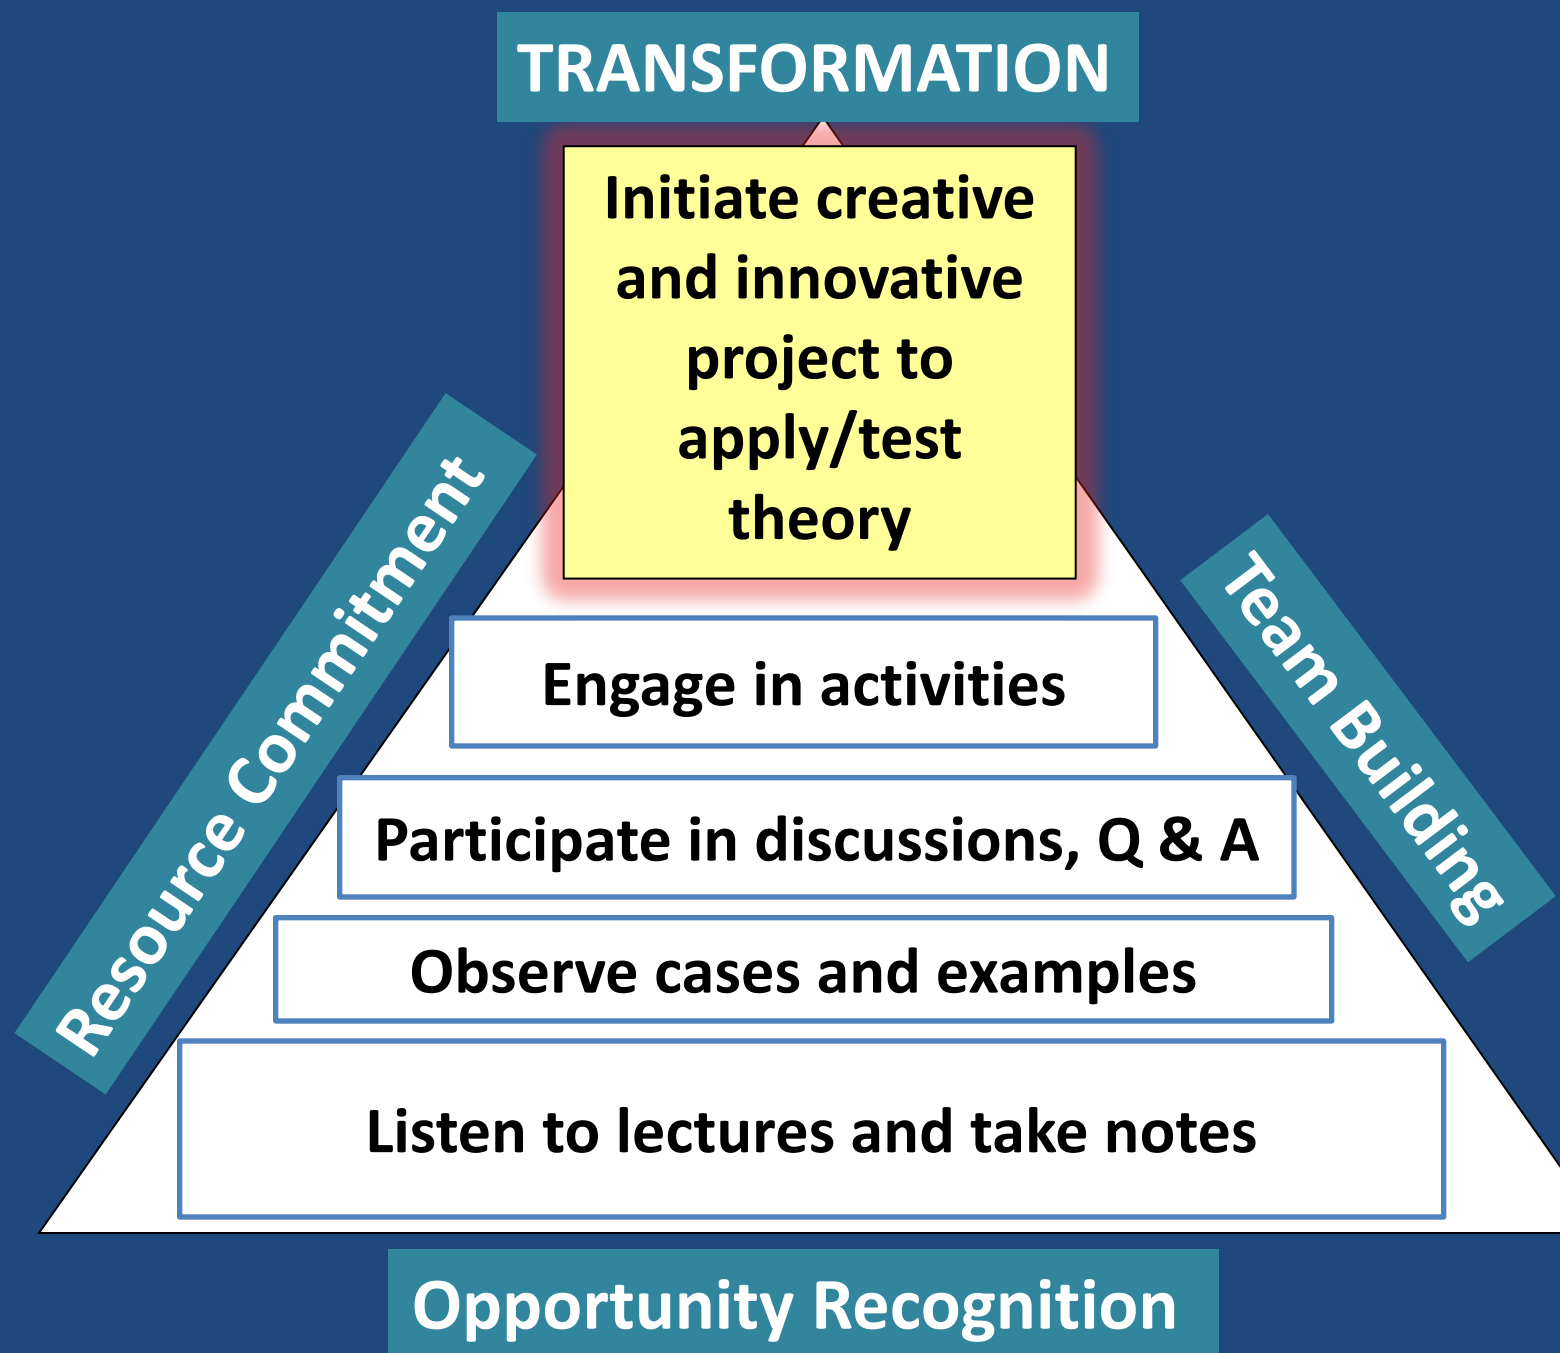 TRANSFORMATION
Initiate creative
and innovative
project to
apply/test
theory
Resource Commitment
Team Building
Engage in activities
Participate in discussions, Q & A
Observe cases and examples
Listen to lectures and take notes
Opportunity Recognition